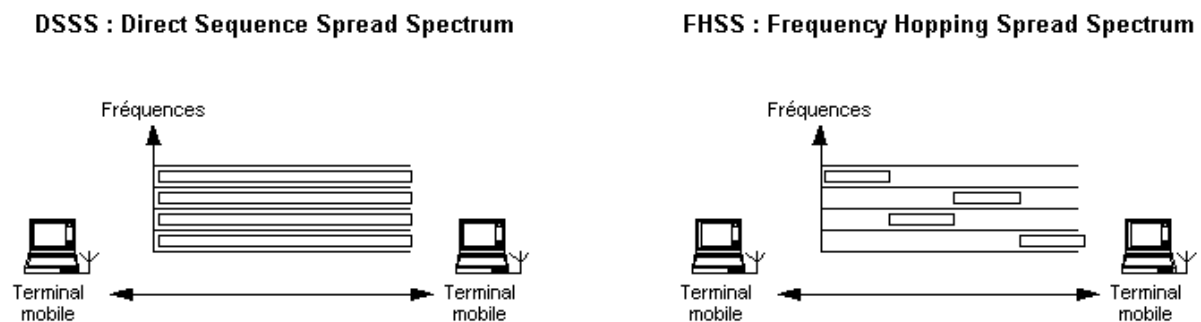 DSSS : Direct Sequence Spread Spectrum
FHSS : Frequency Hopping Spread Spectrum
Fréquences
Fréquences
Terminal
mobile
Terminal
mobile
Terminal
mobile
Terminal
mobile